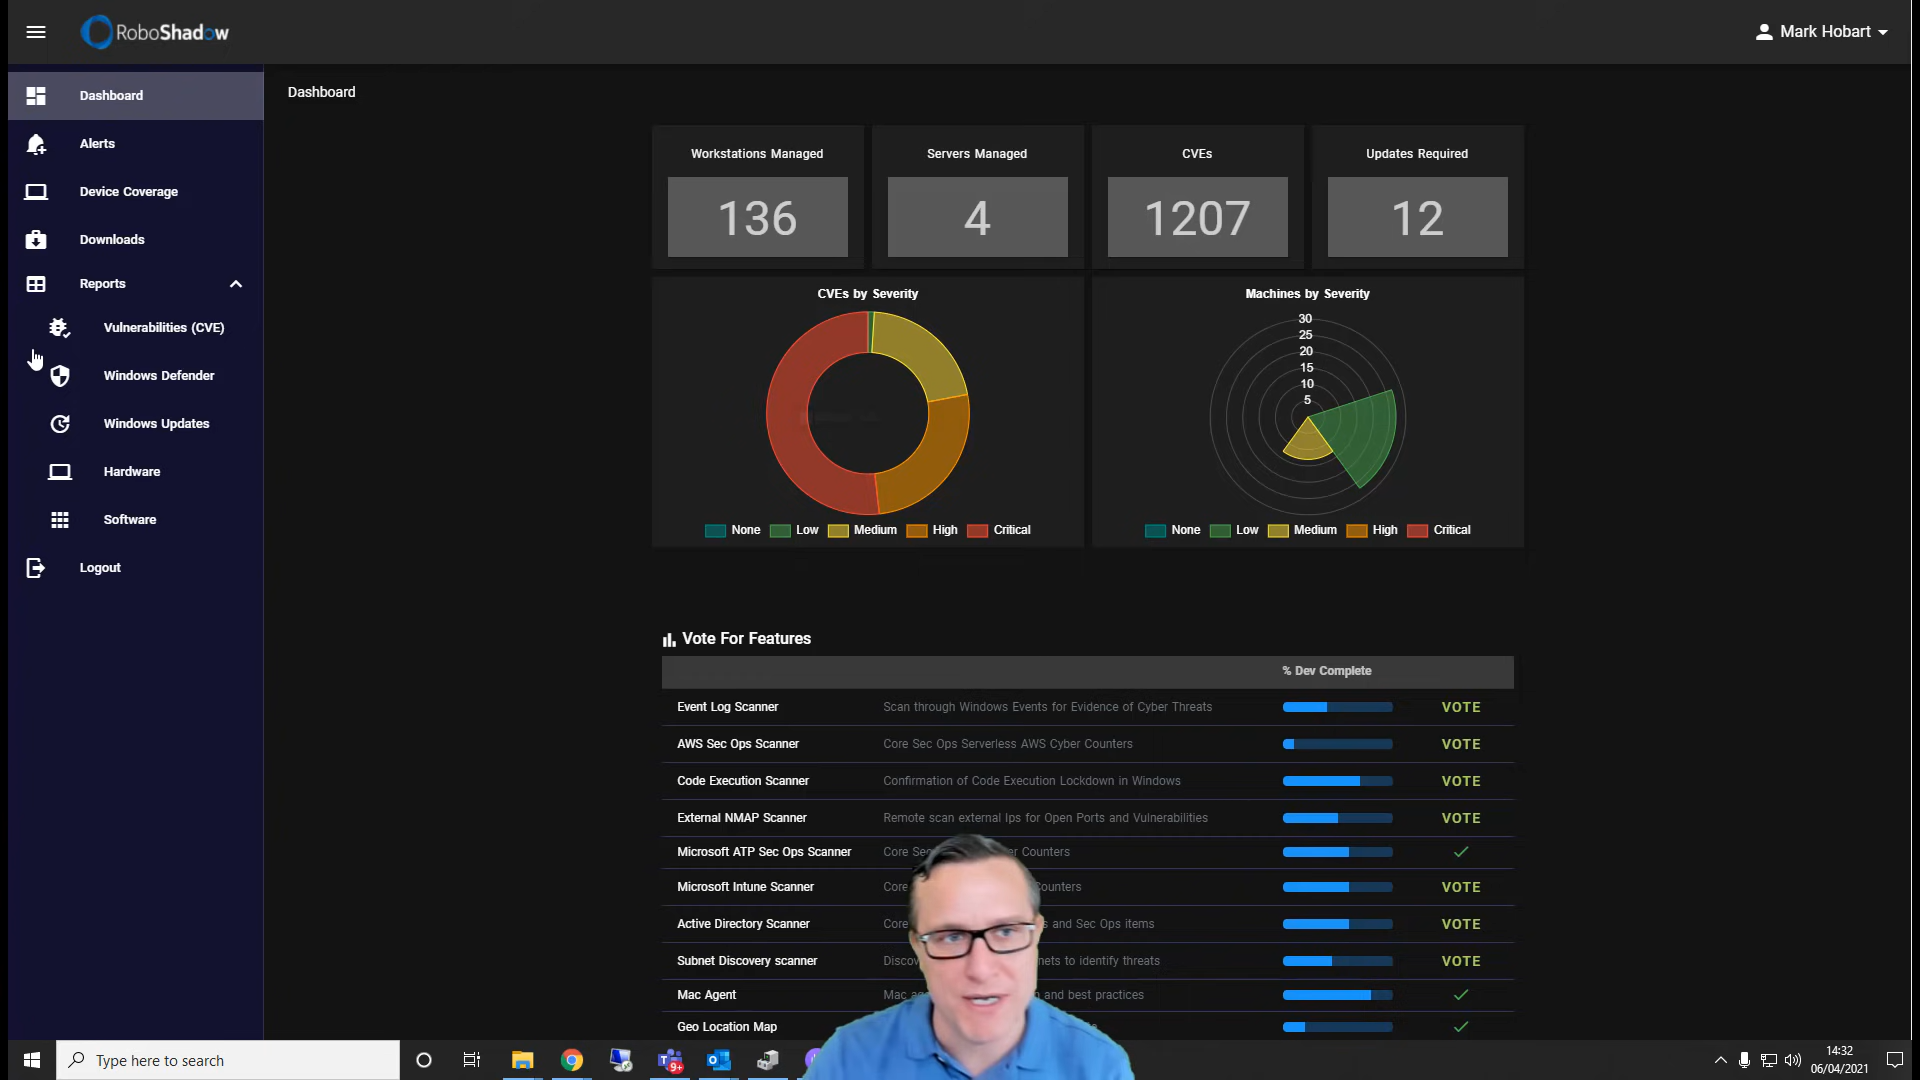 RoboShadow
Mark Hobart
Dashboard
Alerts
Device Coverage
Downloads
Reports
Vulnerabilities (CVE)
Windows Defender
Windows Updates
Hardware
Software
Logout
Dashboard
Workstations Managed
136
Servers Managed
4
CVEs
1207
Updates Required
12
CVEs by Severity
None Low Medium High Critical
Machines by Severity
30
25
20
15
10
5
None Low Medium High Critical
Vote For Features
% Dev Complete
Event Log Scanner Scan through Windows Events for Evidence of Cyber Threats VOTE
AWS Sec Ops Scanner Core Sec Ops Serverless AWS Cyber Counters VOTE
Code Execution Scanner Confirmation of Code Execution Lockdown in Windows VOTE
External NMAP Scanner Remote scan external Ips for Open Ports and Vulnerabilities VOTE
Microsoft ATP Sec Ops Scanner Core Counters
Microsoft Intune Scanner Core Counters VOTE
Active Directory Scanner Core and Sec Ops items VOTE
Subnet Discovery scanner to identify threats VOTE
Mac Agent Mac and best practices
Geo Location Map
Type here to search
9+
14:32
06/04/2021